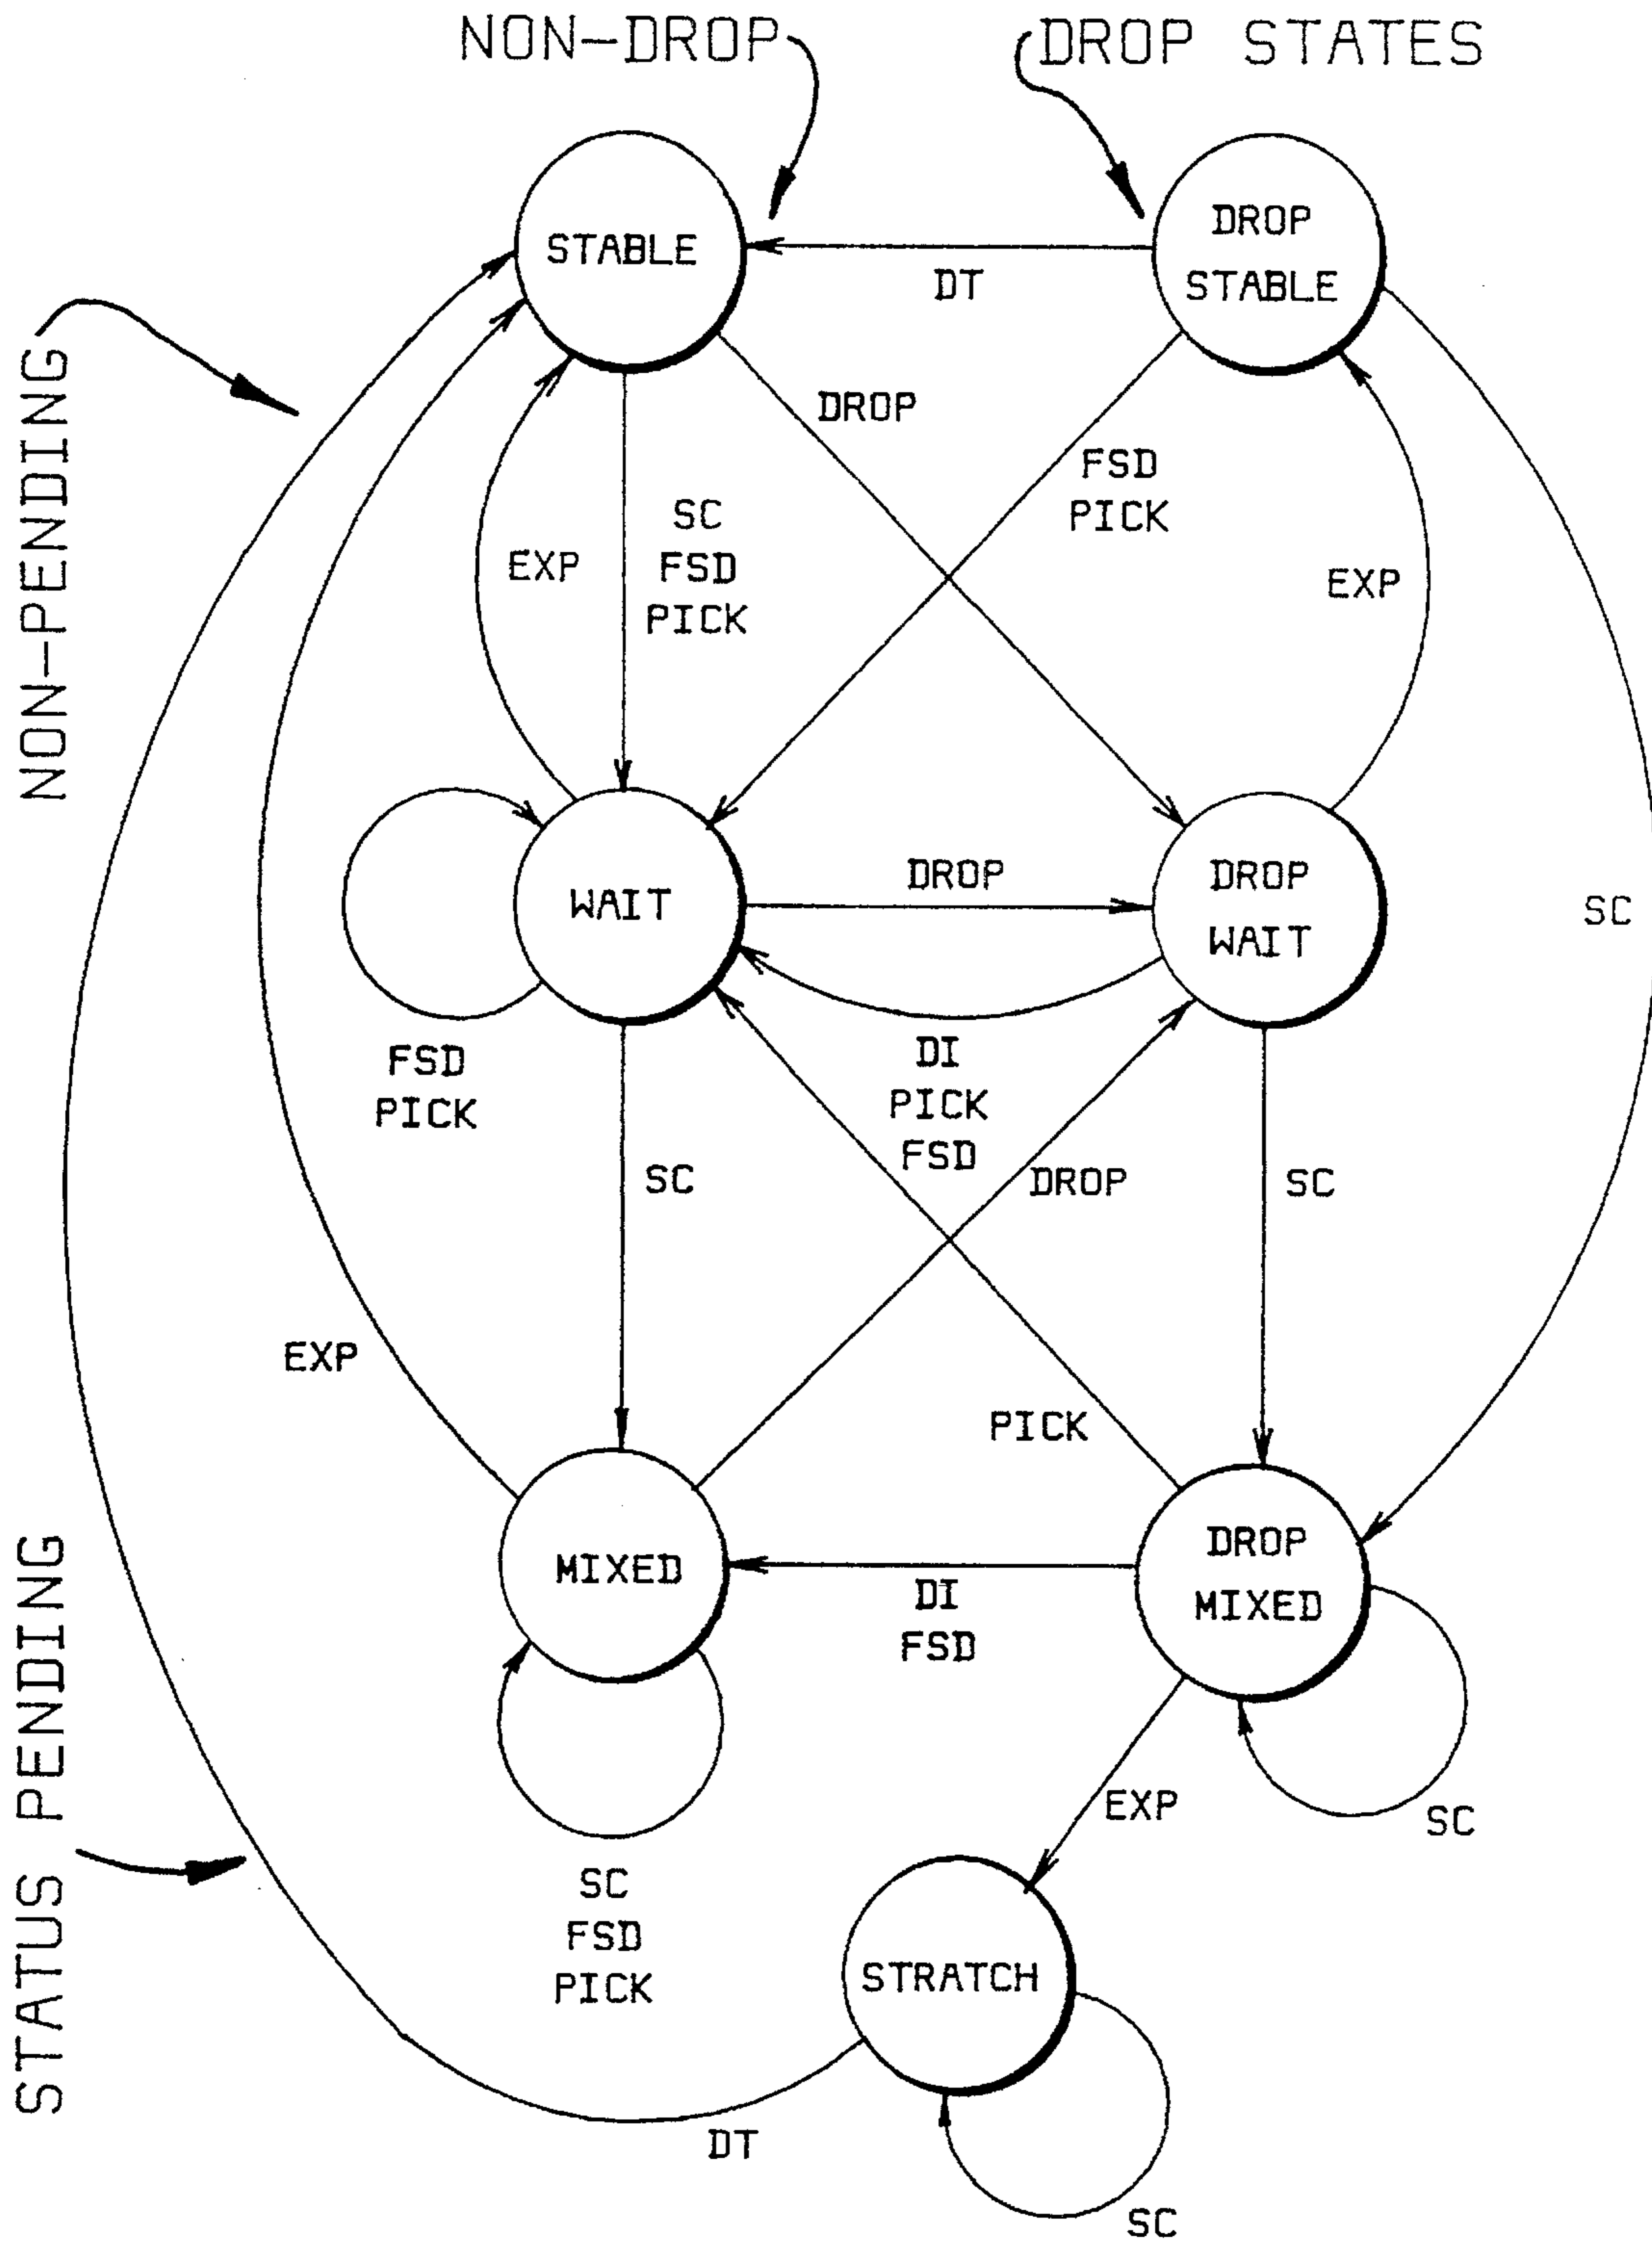 NON-DROP
DROP STATES
STABLE
DROP
STABLE
DT
NON-PENDING
DROP
FSD
PICK
SC
FSD
PICK
EXP
EXP
WAIT
DROP
DROP
WAIT
SC
FSD
PICK
DI
PICK
FSD
DROP
SC
SC
EXP
PICK
MIXED
DROP
MIXED
DI
FSD
STATUS PENDING
EXP
SC
SC
FSD
PICK
STRATCH
DT
SC